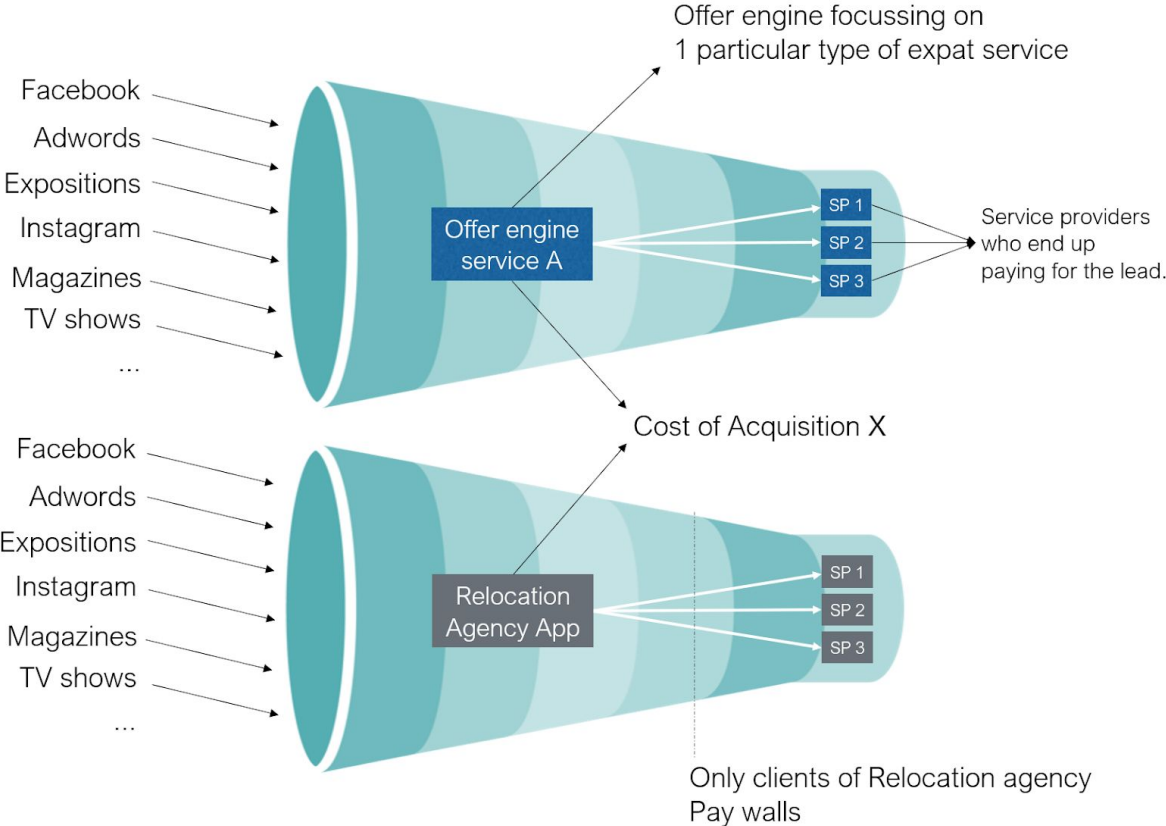 Offer engine focussing on
1 particular type of expat service
Facebook
Adwords
Expositions
Instagram
Magazines
TV shows
...
Offer engine
service A
SP 1
SP 2
SP 3
Service providers
who end up
paying for the lead.
Cost of Acquisition X
Facebook
Adwords
Expositions
Instagram
Magazines
TV shows
...
Relocation
Agency App
SP 1
SP 2
SP 3
Only clients of Relocation agency
Pay walls